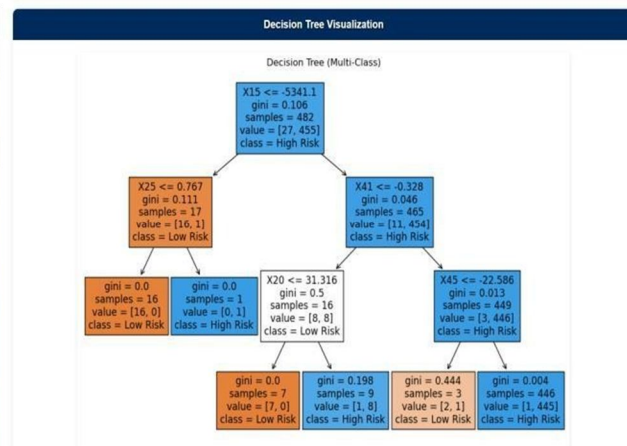 Decision Tree Visualization
Decision Tree (Multi-Class)
X15 <= -5341.1
gini = 0.106
samples = 482
value = [27, 455]
class = High Risk
X25 <= 0.767
gini = 0.111
samples = 17
value = [16, 1]
class = Low Risk
X41 <= -0.328
gini = 0.046
samples = 465
value = [11, 454]
class = High Risk
gini = 0.0
samples = 16
value = [16, 0]
class = Low Risk
gini = 0.0
samples = 1
value = [0, 1]
class = High Risk
X20 <= 31.316
gini = 0.5
samples = 16
value = [8, 8]
class = Low Risk
X45 <= -22.586
gini = 0.013
samples = 449
value = [3, 446]
class = High Risk
gini = 0.0
samples = 7
value = [7, 0]
class = Low Risk
gini = 0.198
samples = 9
value = [1, 8]
class = High Risk
gini = 0.444
samples = 3
value = [2, 1]
class = Low Risk
gini = 0.004
samples = 446
value = [1, 445]
class = High Risk